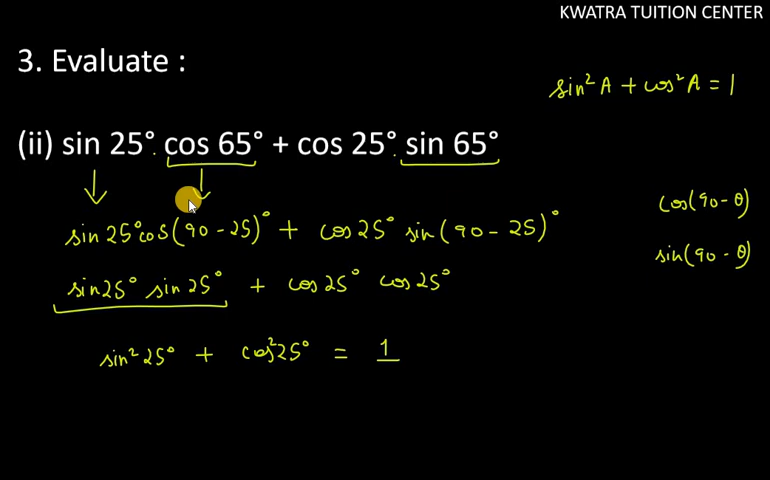 KWATRA TUITION CENTER
3. Evaluate :
sin² A + cos² A = 1
(ii) sin 25°. cos 65° + cos 25°. sin 65°
cos(90 - θ)
sin 25° cos(90 - 25)° + cos 25° sin(90 - 25)°
sin(90 - θ)
sin 25° sin 25° + cos 25° cos 25°
sin² 25° + cos² 25° = 1